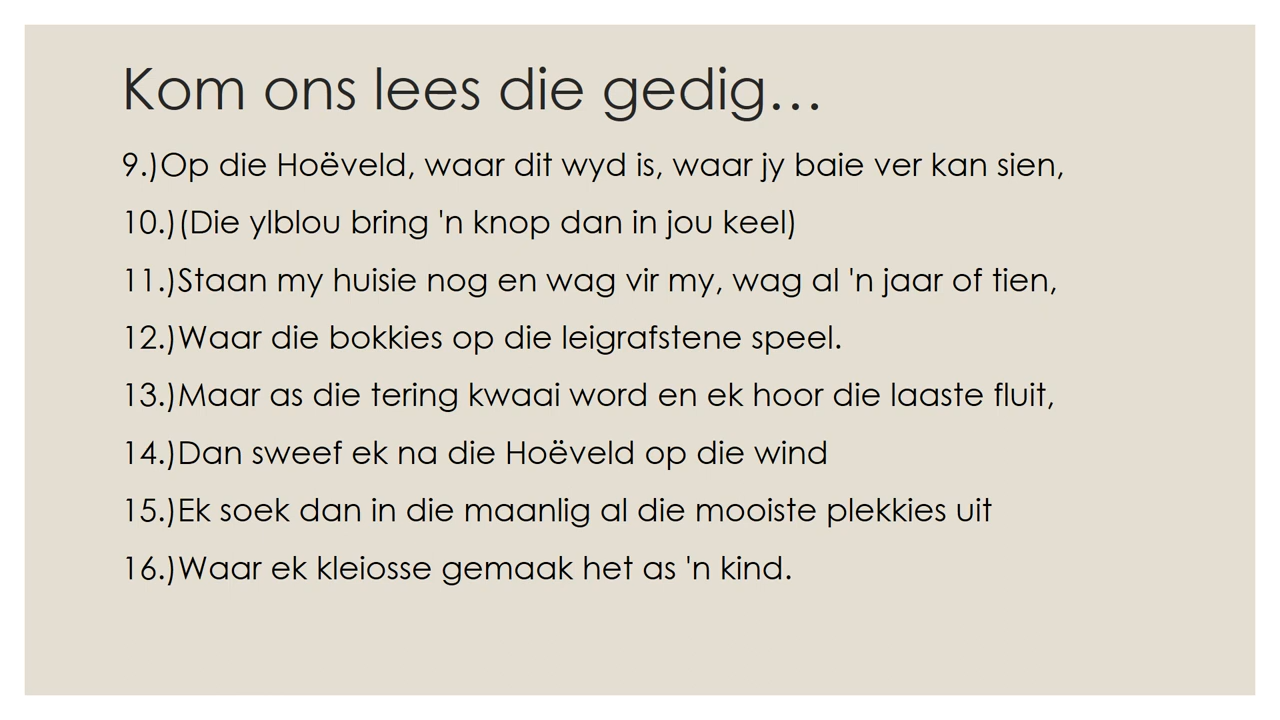 Kom ons lees die gedig…
9.)Op die Hoëveld, waar dit wyd is, waar jy baie ver kan sien,
10.)(Die ylblou bring 'n knop dan in jou keel)
11.)Staan my huisie nog en wag vir my, wag al 'n jaar of tien,
12.)Waar die bokkies op die leigrafstene speel.
13.)Maar as die tering kwaai word en ek hoor die laaste fluit,
14.)Dan sweef ek na die Hoëveld op die wind
15.)Ek soek dan in die maanlig al die mooiste plekkies uit
16.)Waar ek kleiosse gemaak het as 'n kind.